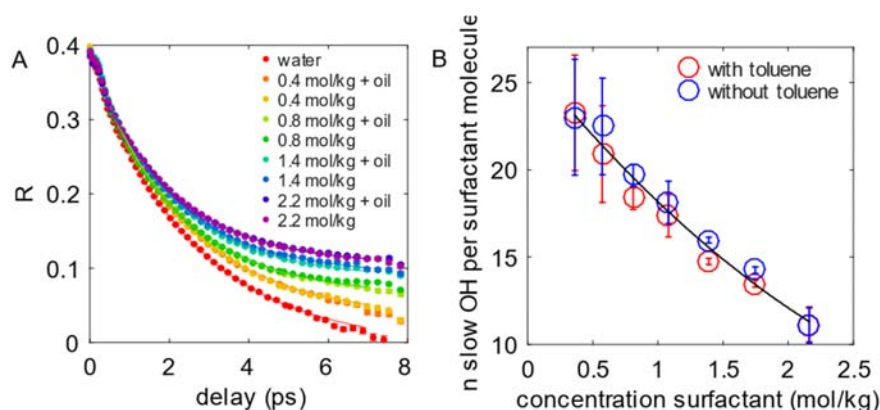 A
0.4
0.3
0.2
0.1
0
R
0
2
4
6
8
delay (ps)
water
0.4 mol/kg + oil
0.4 mol/kg
0.8 mol/kg + oil
0.8 mol/kg
1.4 mol/kg + oil
1.4 mol/kg
2.2 mol/kg + oil
2.2 mol/kg
B
n slow OH per surfactant molecule
25
20
15
10
0
0.5
1
1.5
2
2.5
concentration surfactant (mol/kg)
with toluene
without toluene